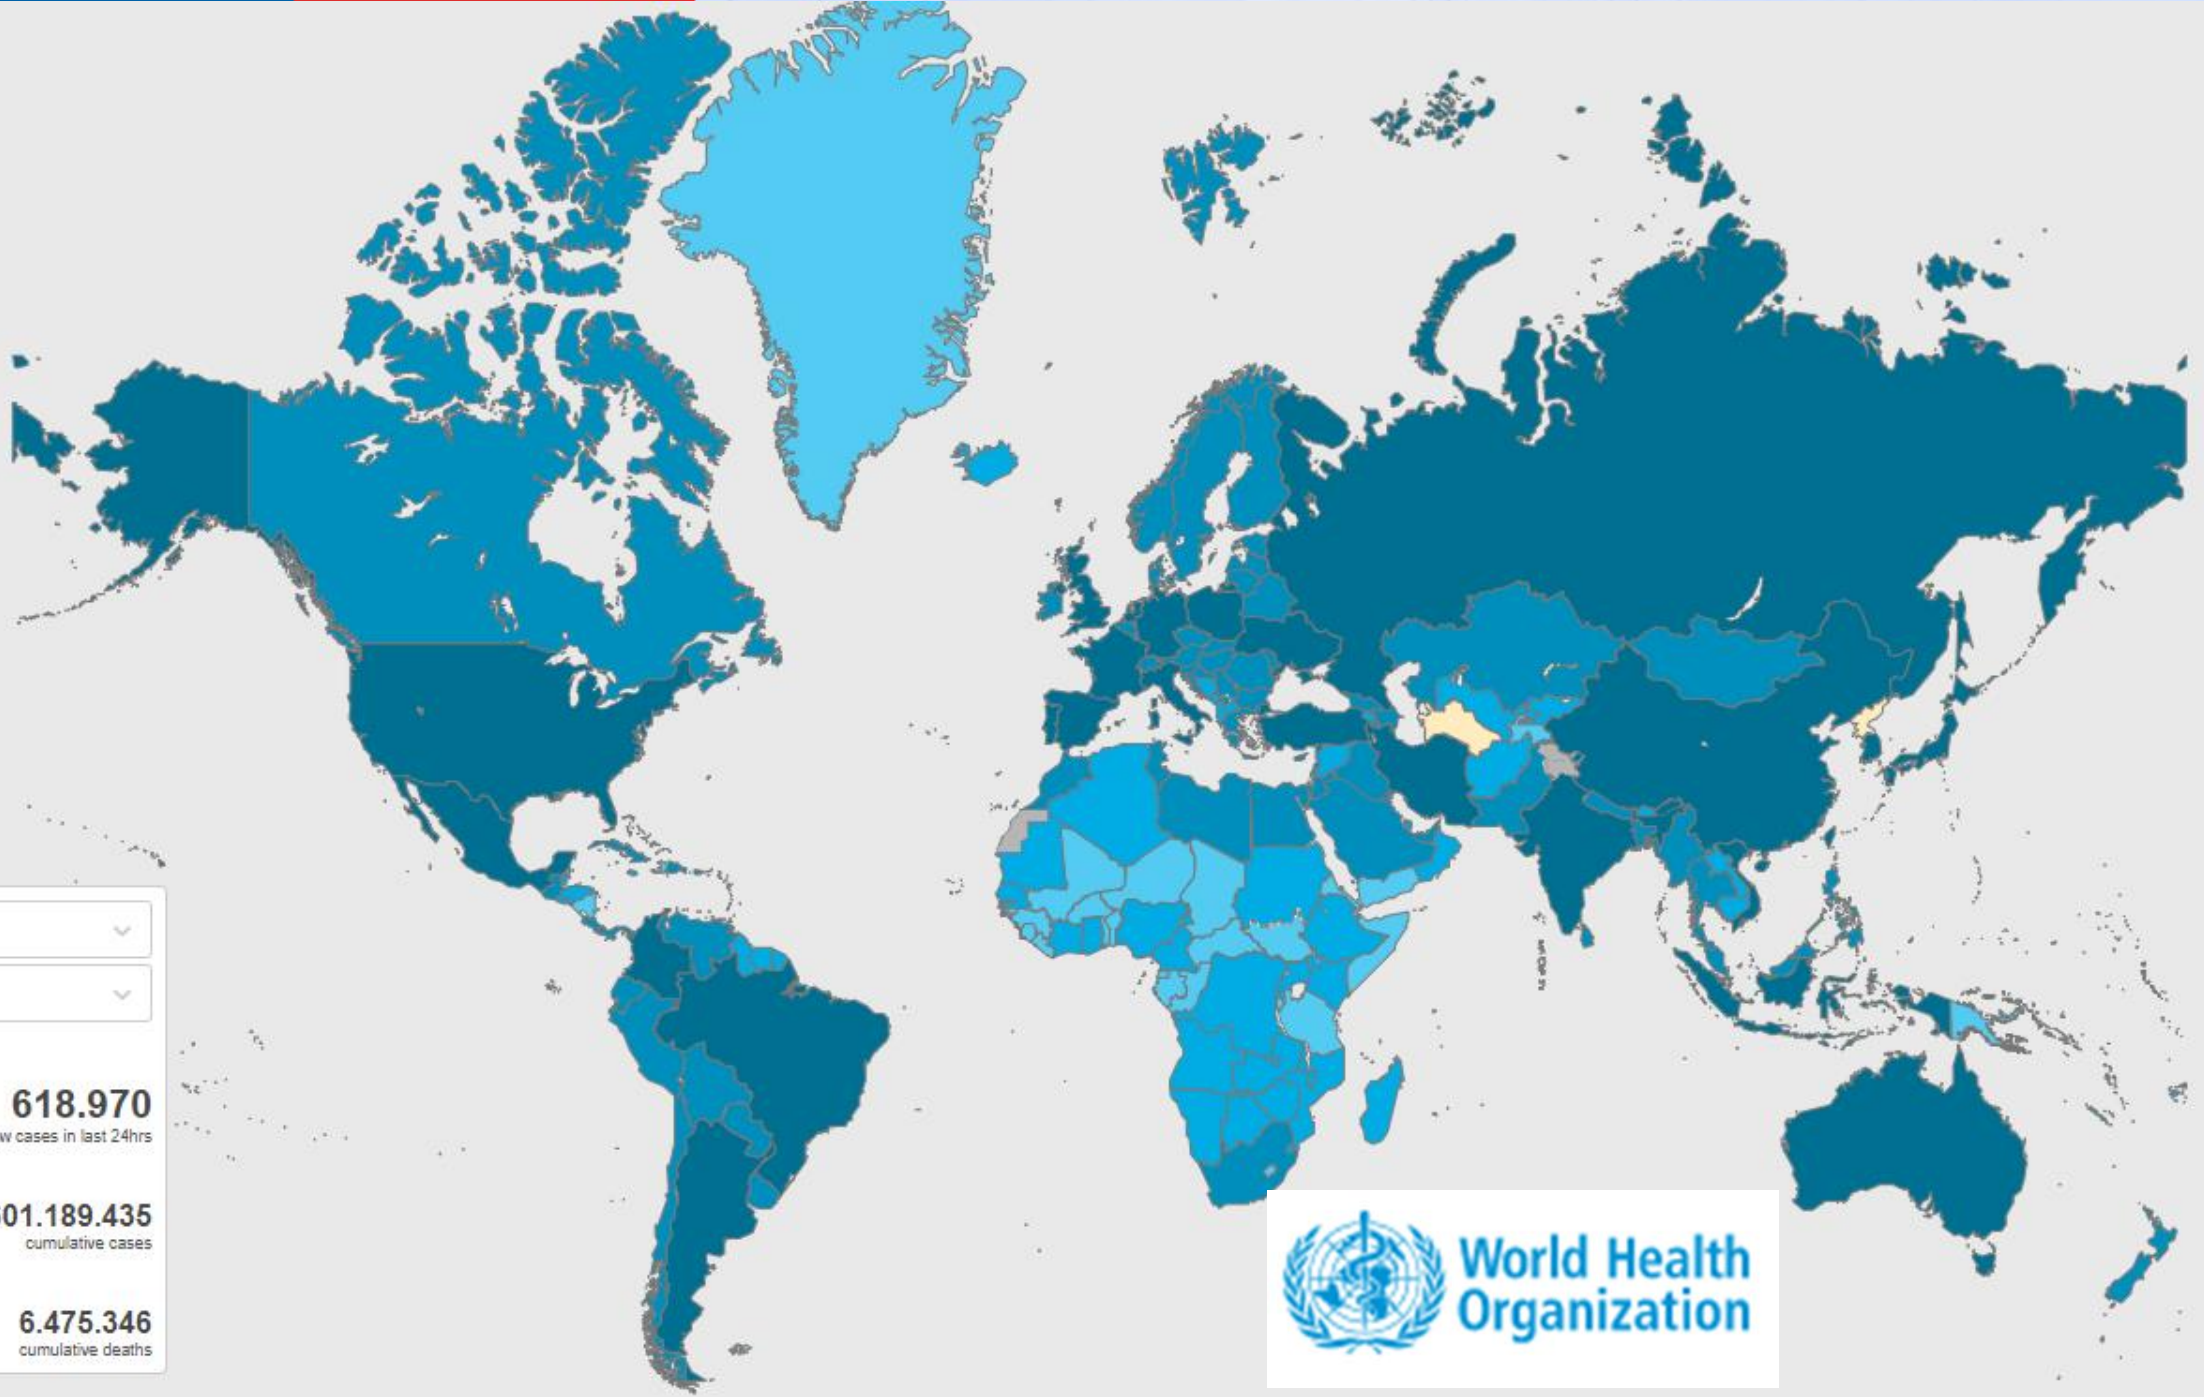 618.970
w cases in last 24hrs
01.189.435
cumulative cases
6.475.346
cumulative deaths
World Health
Organization